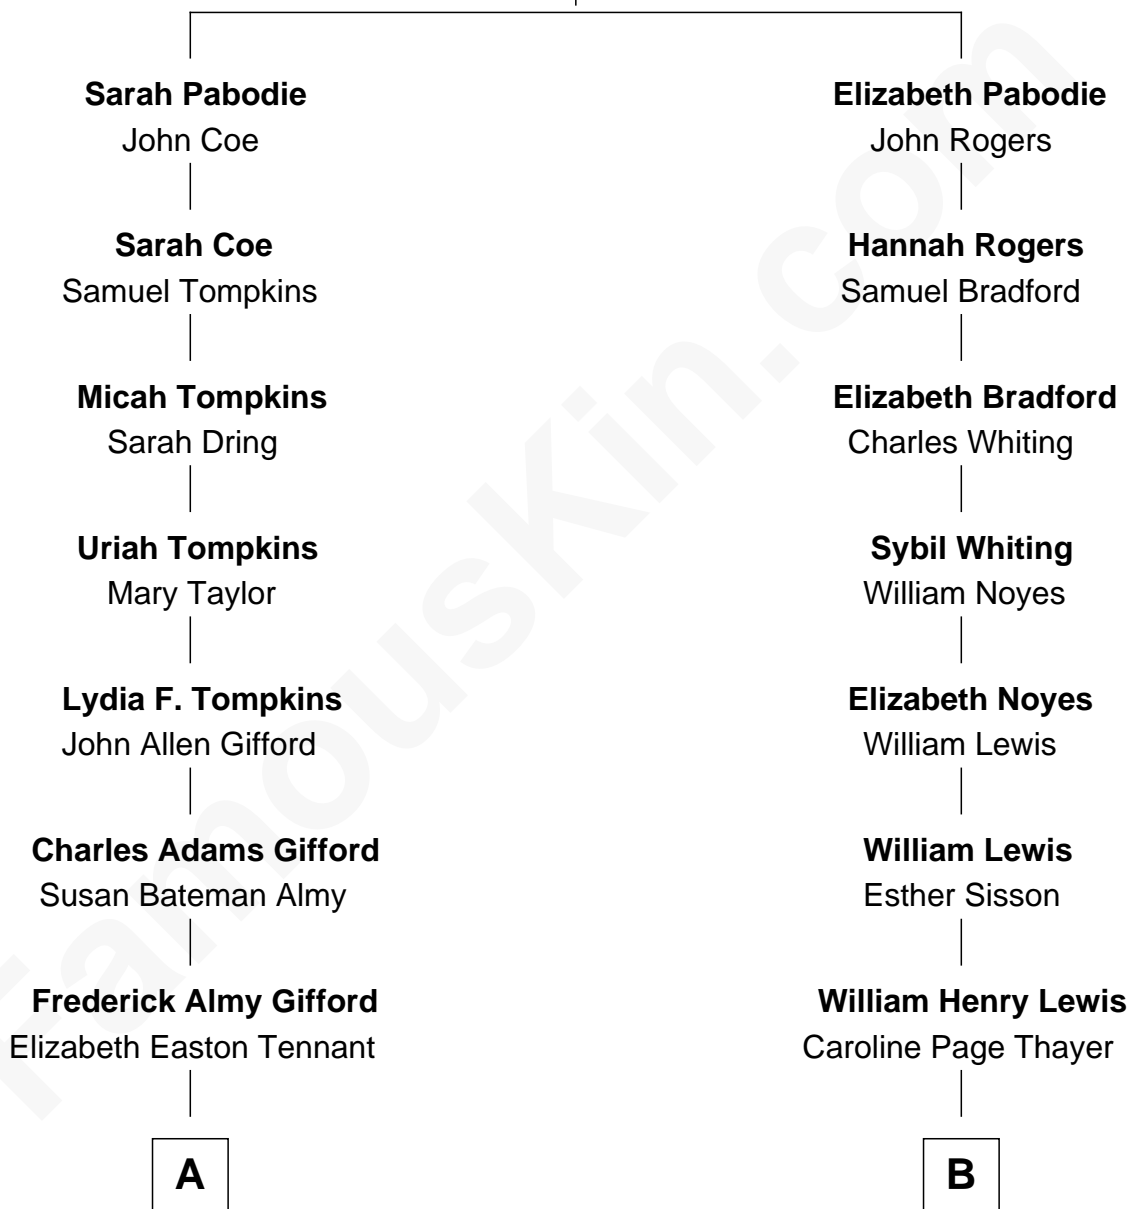 Sarah Pabodie
John Coe
Sarah Coe
Samuel Tompkins
Micah Tompkins
Sarah Dring
Uriah Tompkins
Mary Taylor
Lydia F. Tompkins
John Allen Gifford
Charles Adams Gifford
Susan Bateman Almy
Frederick Almy Gifford
Elizabeth Easton Tennant
A
Elizabeth Pabodie
John Rogers
Hannah Rogers
Samuel Bradford
Elizabeth Bradford
Charles Whiting
Sybil Whiting
William Noyes
Elizabeth Noyes
William Lewis
William Lewis
Esther Sisson
William Henry Lewis
Caroline Page Thayer
B
FamousKin.com